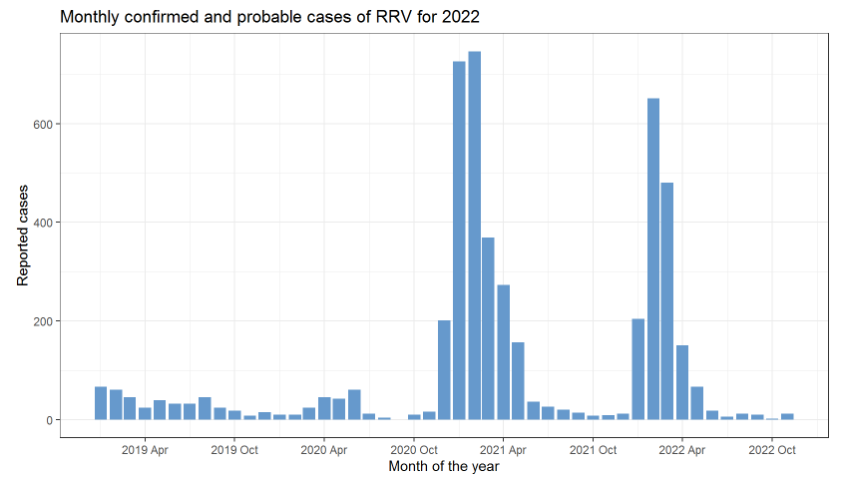 Monthly confirmed and probable cases of RRV for 2022
Reported cases
600
400
200
0
2019 Apr 2019 Oct 2020 Apr 2020 Oct 2021 Apr 2021 Oct 2022 Apr 2022 Oct
Month of the year